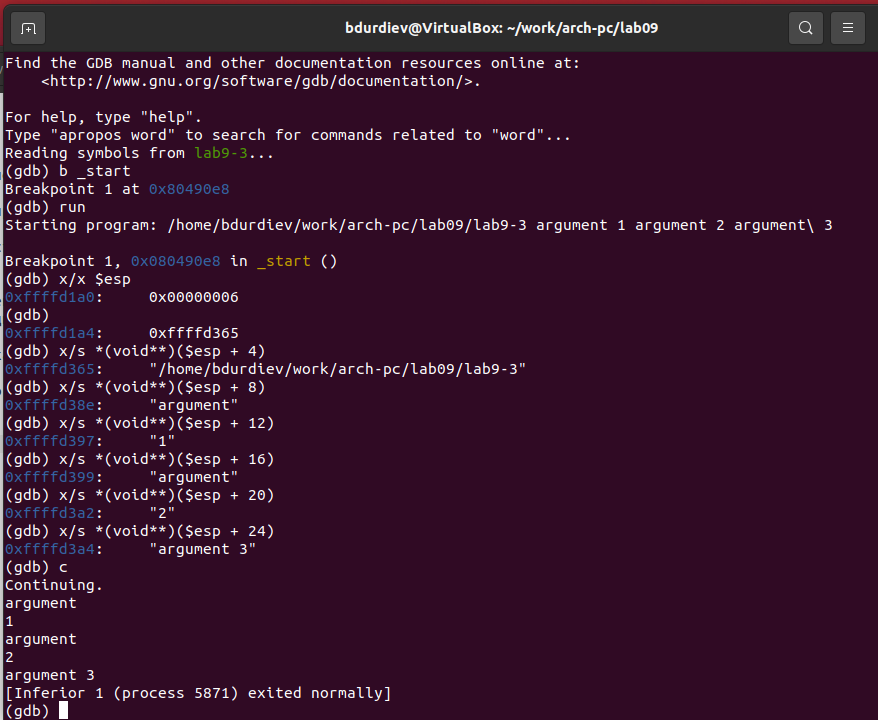 bdurdiev@VirtualBox: ~/work/arch-pc/lab09
Find the GDB manual and other documentation resources online at:
    <http://www.gnu.org/software/gdb/documentation/>.

For help, type "help".
Type "apropos word" to search for commands related to "word"...
Reading symbols from lab9-3...
(gdb) b _start
Breakpoint 1 at 0x80490e8
(gdb) run
Starting program: /home/bdurdiev/work/arch-pc/lab09/lab9-3 argument 1 argument 2 argument\ 3

Breakpoint 1, 0x080490e8 in _start ()
(gdb) x/x $esp
0xffffd1a0:     0x00000006
(gdb)
0xffffd1a4:     0xffffd365
(gdb) x/s *(void**)($esp + 4)
0xffffd365:     "/home/bdurdiev/work/arch-pc/lab09/lab9-3"
(gdb) x/s *(void**)($esp + 8)
0xffffd38e:     "argument"
(gdb) x/s *(void**)($esp + 12)
0xffffd397:     "1"
(gdb) x/s *(void**)($esp + 16)
0xffffd399:     "argument"
(gdb) x/s *(void**)($esp + 20)
0xffffd3a2:     "2"
(gdb) x/s *(void**)($esp + 24)
0xffffd3a4:     "argument 3"
(gdb) c
Continuing.
argument
1
argument
2
argument 3
[Inferior 1 (process 5871) exited normally]
(gdb)